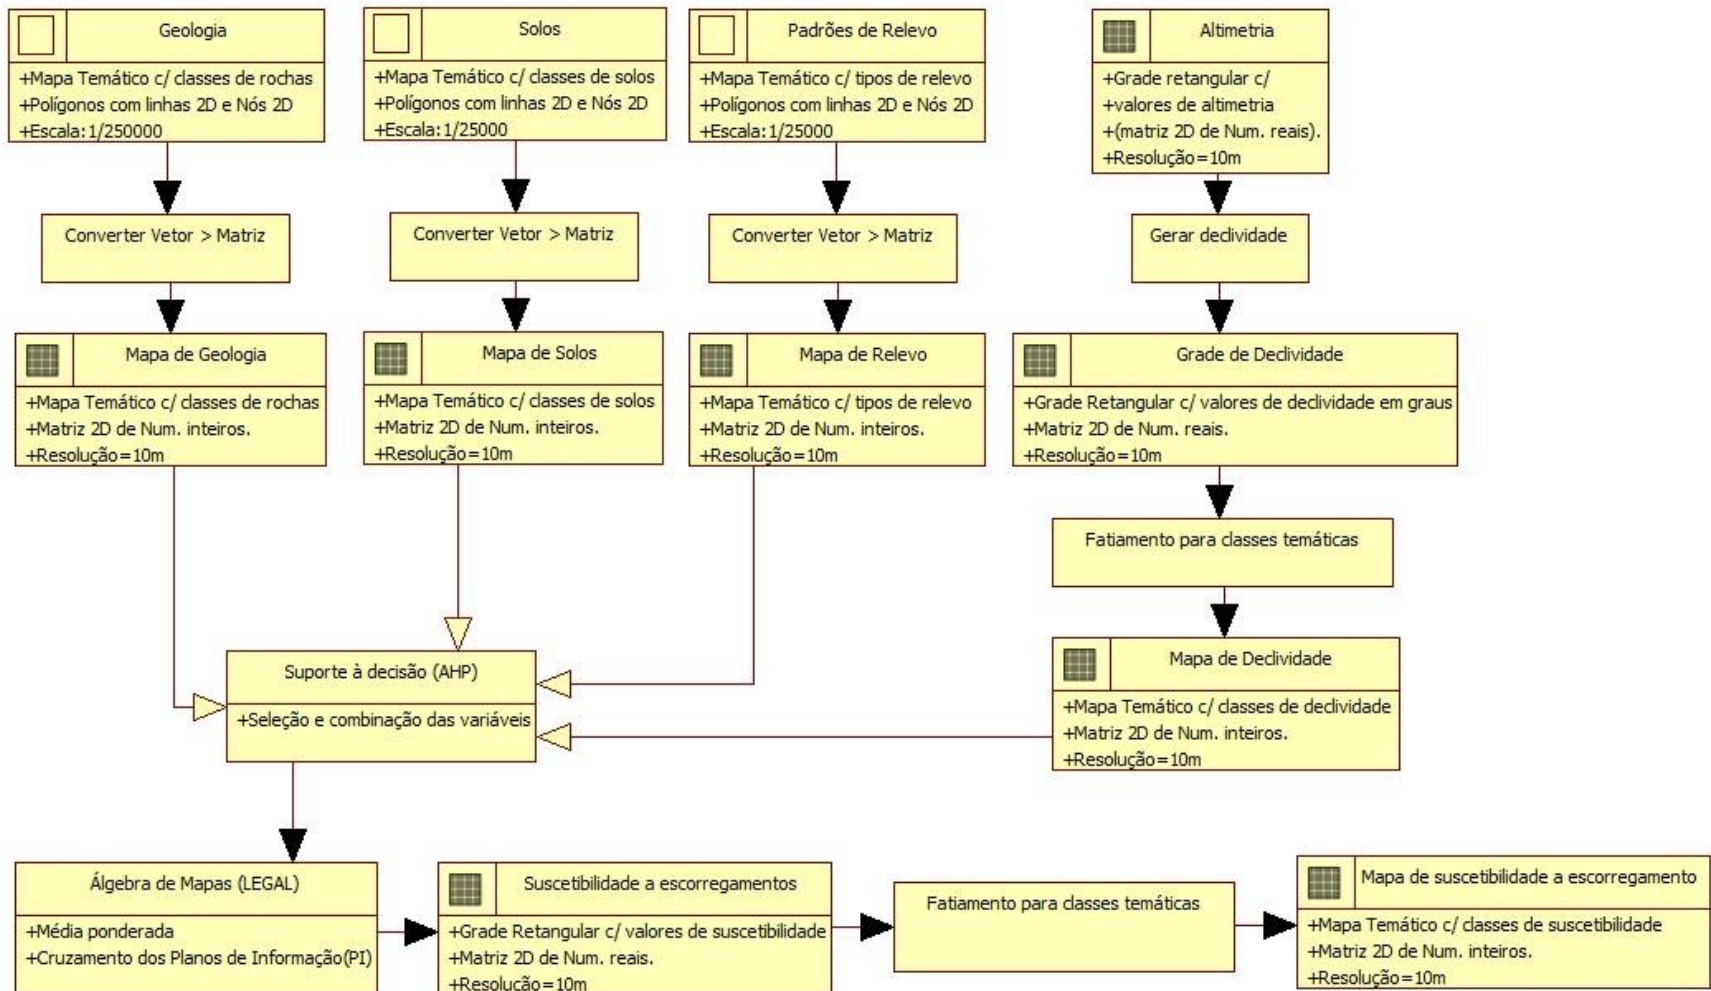 Geologia
+Mapa Temático c/ classes de rochas
+Polígonos com linhas 2D e Nós 2D
+Escala:1/250000
Solos
+Mapa Temático c/ classes de solos
+Polígonos com linhas 2D e Nós 2D
+Escala:1/25000
Padrões de Relevo
+Mapa Temático c/ tipos de relevo
+Polígonos com linhas 2D e Nós 2D
+Escala:1/25000
Altimetria
+Grade retangular c/
+valores de altimetria
+(matriz 2D de Num. reais).
+Resolução=10m
Converter Vetor > Matriz
Converter Vetor > Matriz
Converter Vetor > Matriz
Gerar declividade
Mapa de Geologia
+Mapa Temático c/ classes de rochas
+Matriz 2D de Num. inteiros.
+Resolução=10m
Mapa de Solos
+Mapa Temático c/ classes de solos
+Matriz 2D de Num. inteiros.
+Resolução=10m
Mapa de Relevo
+Mapa Temático c/ tipos de relevo
+Matriz 2D de Num. inteiros.
+Resolução=10m
Grade de Declividade
+Grade Retangular c/ valores de declividade em graus
+Matriz 2D de Num. reais.
+Resolução=10m
Fatiamento para classes temáticas
Mapa de Declividade
+Mapa Temático c/ classes de declividade
+Matriz 2D de Num. inteiros.
+Resolução=10m
Suporte à decisão (AHP)
+Seleção e combinação das variáveis
Álgebra de Mapas (LEGAL)
+Média ponderada
+Cruzamento dos Planos de Informação(PI)
Suscetibilidade a escorregamentos
+Grade Retangular c/ valores de suscetibilidade
+Matriz 2D de Num. reais.
+Resolução=10m
Fatiamento para classes temáticas
Mapa de suscetibilidade a escorregamento
+Mapa Temático c/ classes de suscetibilidade
+Matriz 2D de Num. inteiros.
+Resolução=10m